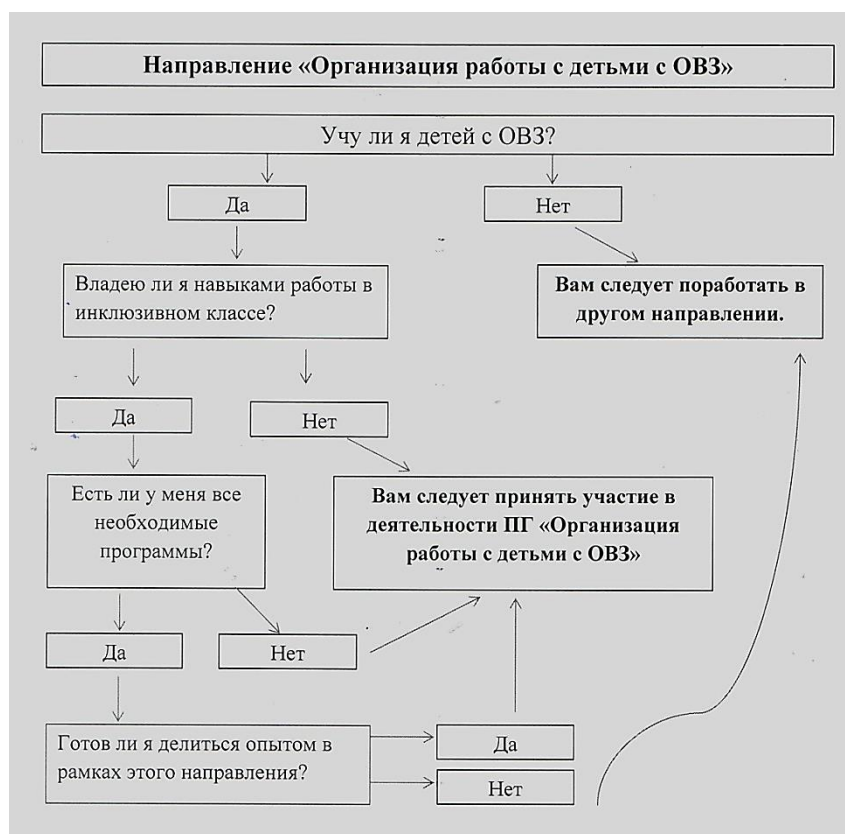 Направление «Организация работы с детьми с ОВЗ»
Учу ли я детей с ОВЗ?
Да
Нет
Владею ли я навыками работы в
инклюзивном классе?
Вам следует поработать в
другом направлении.
Да
Нет
Есть ли у меня все
необходимые
программы?
Вам следует принять участие в
деятельности ПГ «Организация
работы с детьми с ОВЗ»
Да
Нет
Готов ли я делиться опытом в
рамках этого направления?
Да
Нет